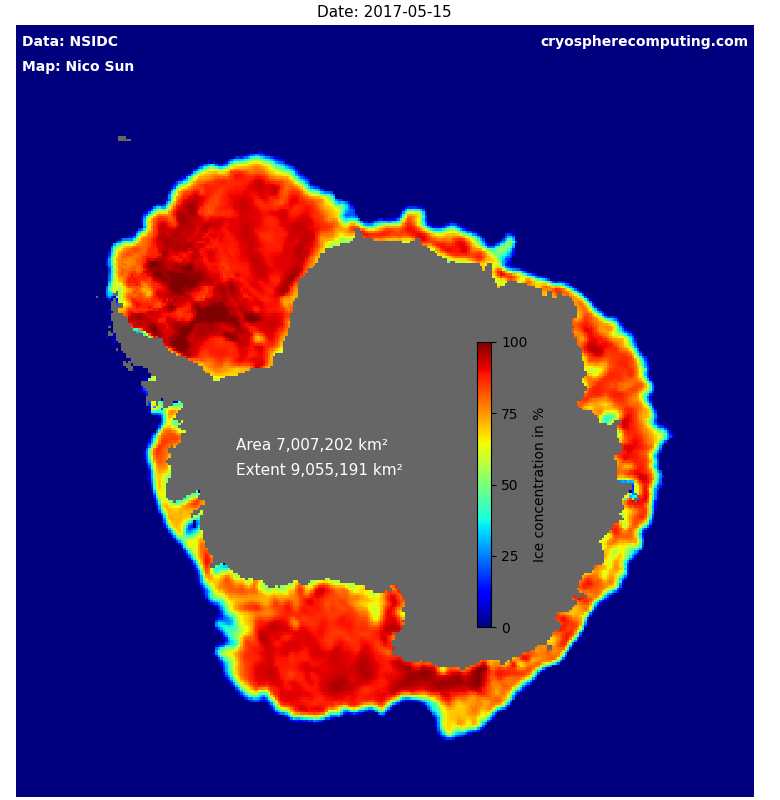 Date: 2017-05-15
Data: NSIDC
cryospherecomputing.com
Map: Nico Sun
100
75
50
25
0
Ice concentration in %
Area 7,007,202 km²
Extent 9,055,191 km²